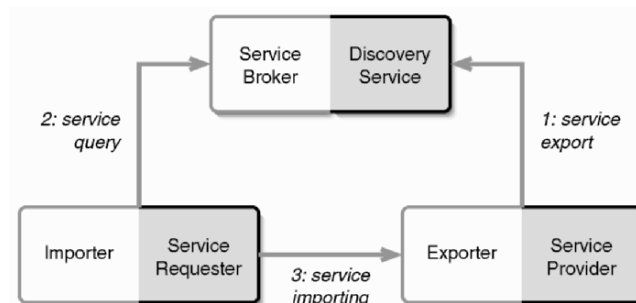 Service
Broker
Discovery
Service
2: service
query
1: service
export
Importer
Service
Requester
3: service
importing
Exporter
Service
Provider